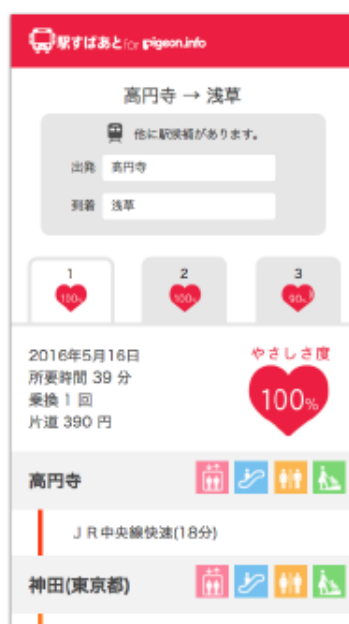 駅すぱあと for pigeon.info
高円寺 → 浅草
他に駅候補があります。
出発 高円寺
到着 浅草
1 2 3
100% 100% 90%
2016年5月16日
所要時間 39 分
乗換 1 回
片道 390 円
やさしさ度
100%
高円寺
ＪＲ中央線快速(18分)
神田(東京都)